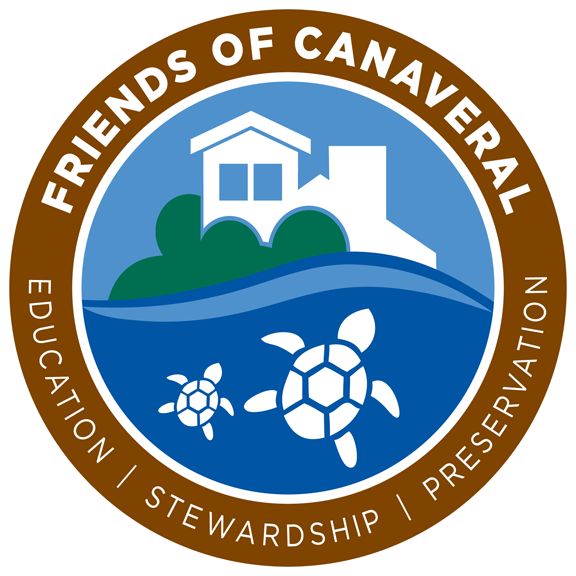 FRIENDS OF CANAVERAL
EDUCATION | STEWARDSHIP | PRESERVATION